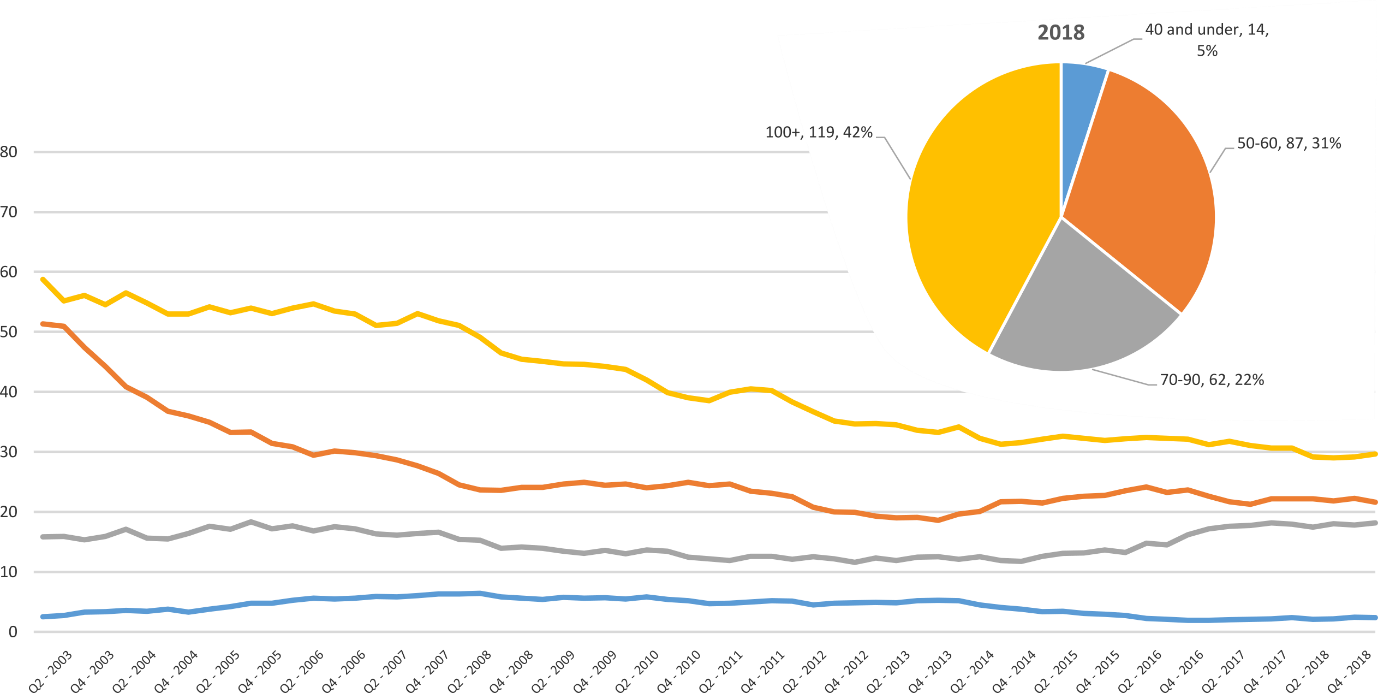 2018
40 and under, 14,
5%
100+, 119, 42%
50-60, 87, 31%
70-90, 62, 22%
80
70
60
50
40
30
20
10
0
Q2 - 2003
Q4 - 2003
Q2 - 2004
Q4 - 2004
Q2 - 2005
Q4 - 2005
Q2 - 2006
Q4 - 2006
Q2 - 2007
Q4 - 2007
Q2 - 2008
Q4 - 2008
Q2 - 2009
Q4 - 2009
Q2 - 2010
Q4 - 2010
Q2 - 2011
Q4 - 2011
Q2 - 2012
Q4 - 2012
Q2 - 2013
Q4 - 2013
Q2 - 2014
Q4 - 2014
Q2 - 2015
Q4 - 2015
Q2 - 2016
Q4 - 2016
Q2 - 2017
Q4 - 2017
Q2 - 2018
Q4 - 2018